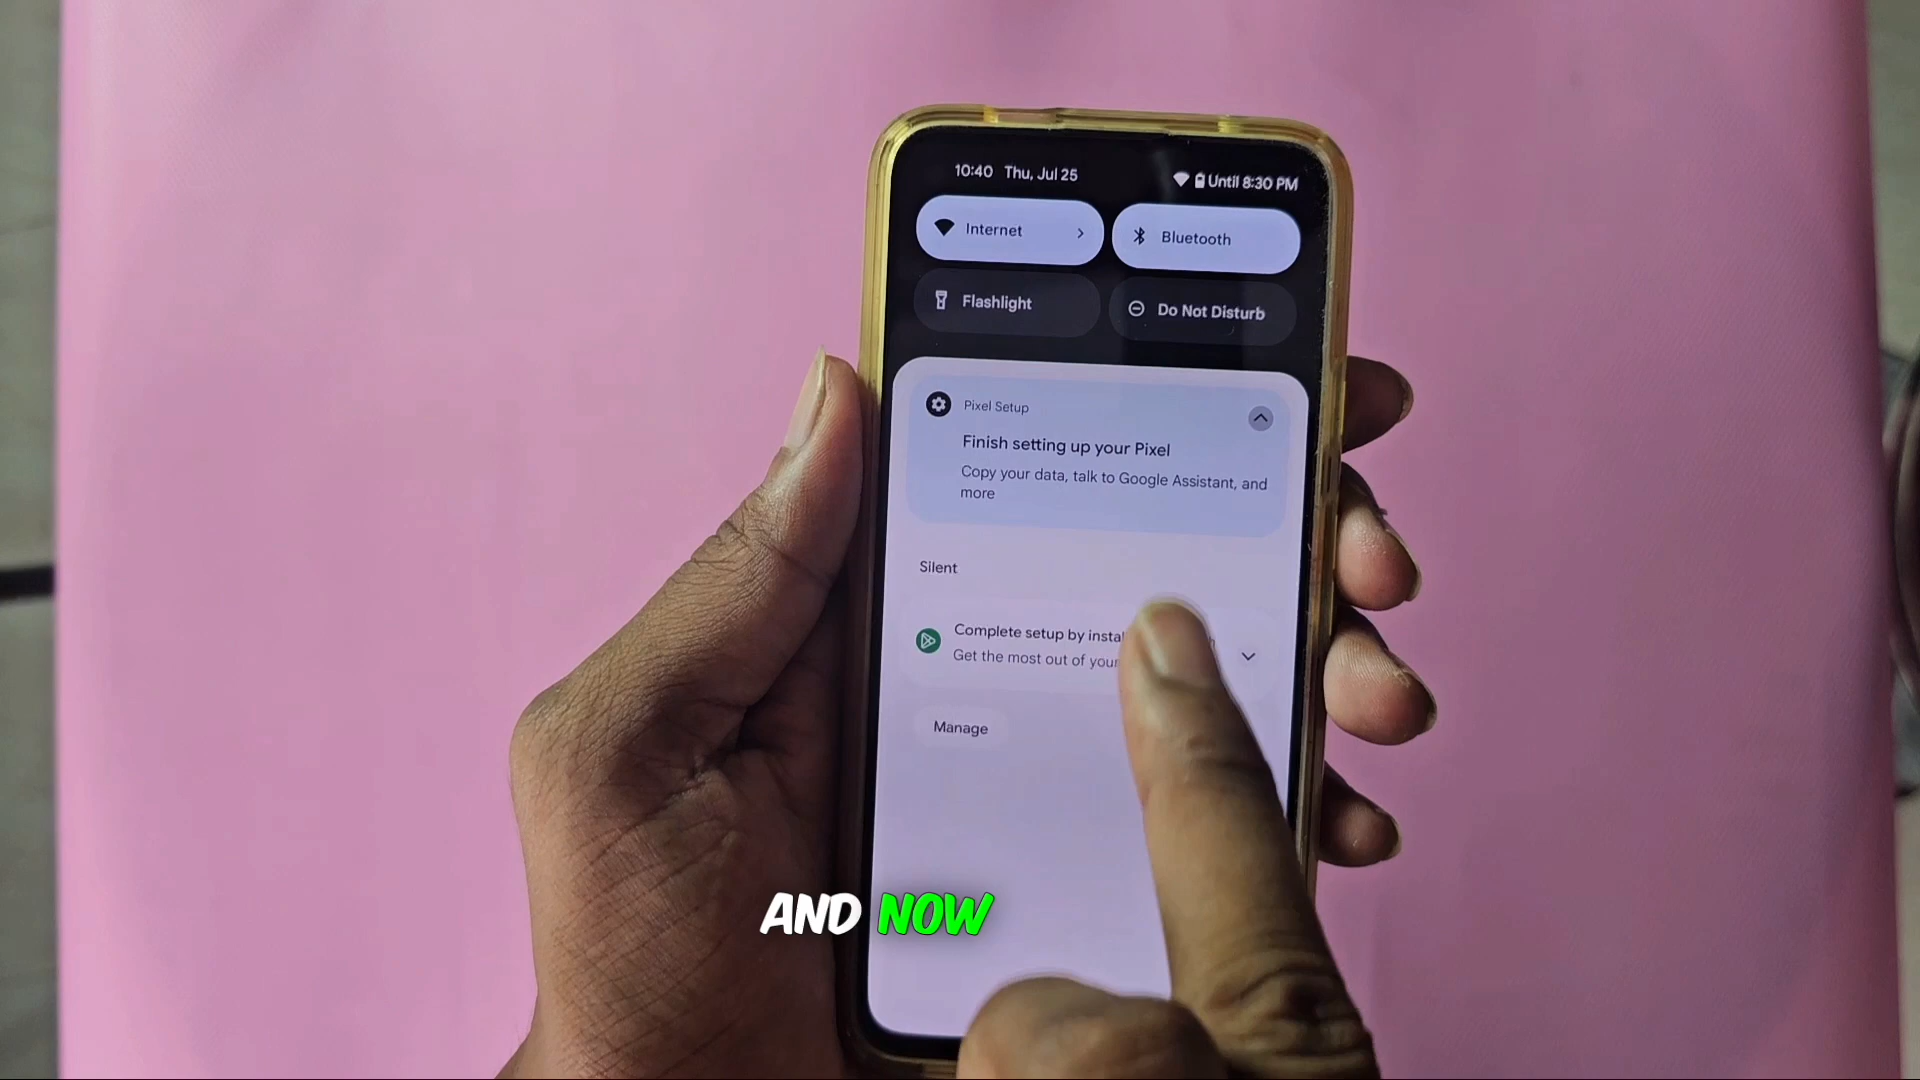 10:40 Thu, Jul 25 Until 8:30 PM
Internet Bluetooth
Flashlight Do Not Disturb
Pixel Setup
Finish setting up your Pixel
Copy your data, talk to Google Assistant, and
more
Silent
Complete setup by
Get the most out of
Manage
AND NOW